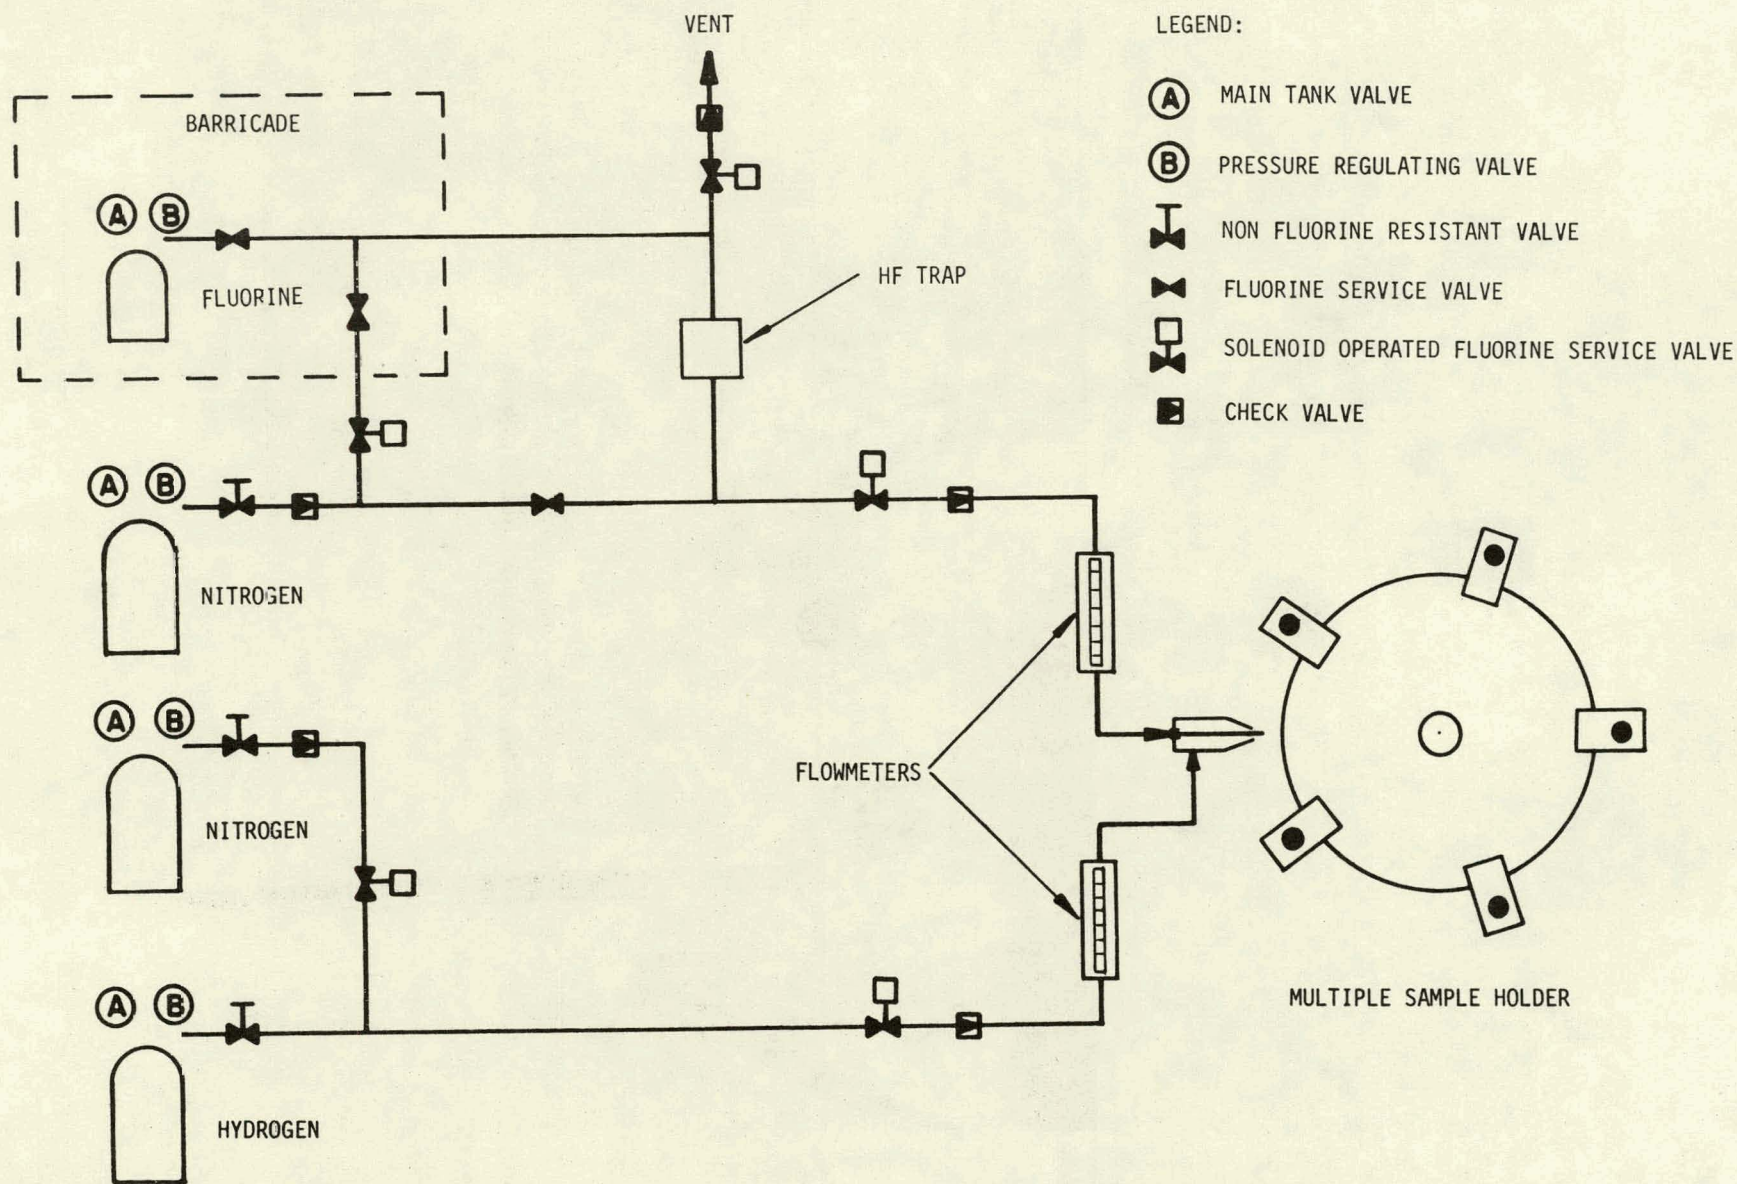 VENT
LEGEND:
A MAIN TANK VALVE
B PRESSURE REGULATING VALVE
NON FLUORINE RESISTANT VALVE
FLUORINE SERVICE VALVE
SOLENOID OPERATED FLUORINE SERVICE VALVE
CHECK VALVE
BARRICADE
A B
FLUORINE
HF TRAP
A B
NITROGEN
A B
NITROGEN
FLOWMETERS
A B
HYDROGEN
MULTIPLE SAMPLE HOLDER